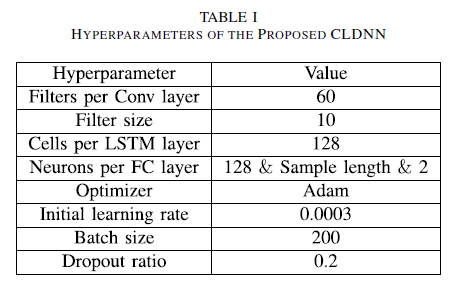 TABLE I
HYPERPARAMETERS OF THE PROPOSED CLDNN
Hyperparameter Value
Filters per Conv layer 60
Filter size 10
Cells per LSTM layer 128
Neurons per FC layer 128 & Sample length & 2
Optimizer Adam
Initial learning rate 0.0003
Batch size 200
Dropout ratio 0.2